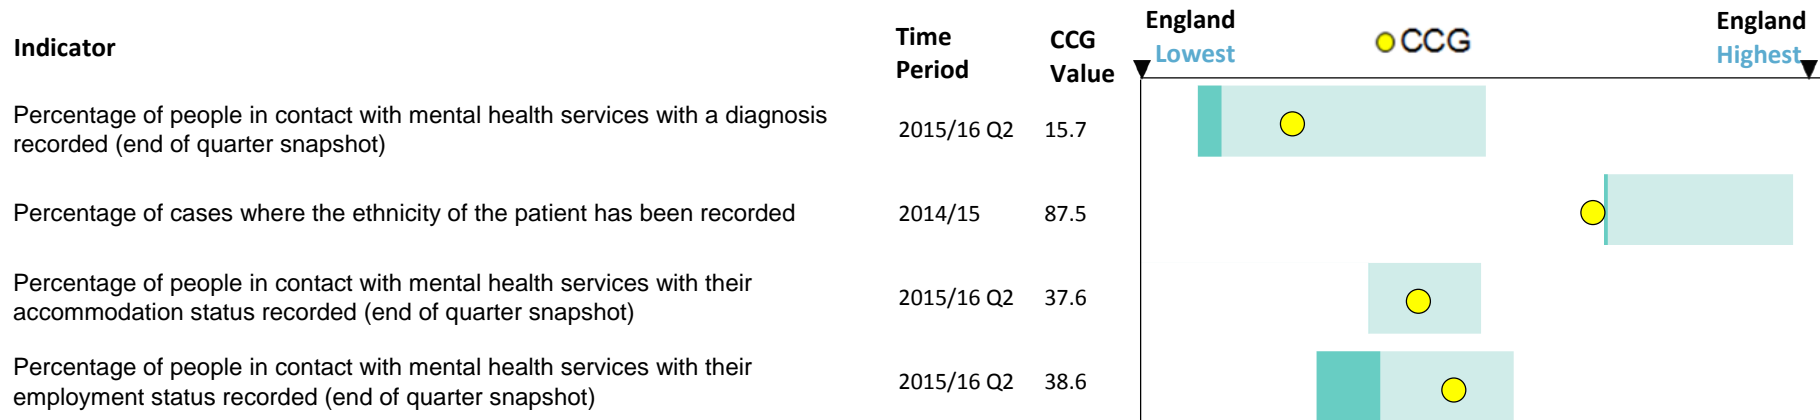 Indicator
Time Period
CCG Value
England Lowest
CCG
England Highest
Percentage of people in contact with mental health services with a diagnosis
recorded (end of quarter snapshot)
2015/16 Q2
15.7
Percentage of cases where the ethnicity of the patient has been recorded
2014/15
87.5
Percentage of people in contact with mental health services with their
accommodation status recorded (end of quarter snapshot)
2015/16 Q2
37.6
Percentage of people in contact with mental health services with their
employment status recorded (end of quarter snapshot)
2015/16 Q2
38.6